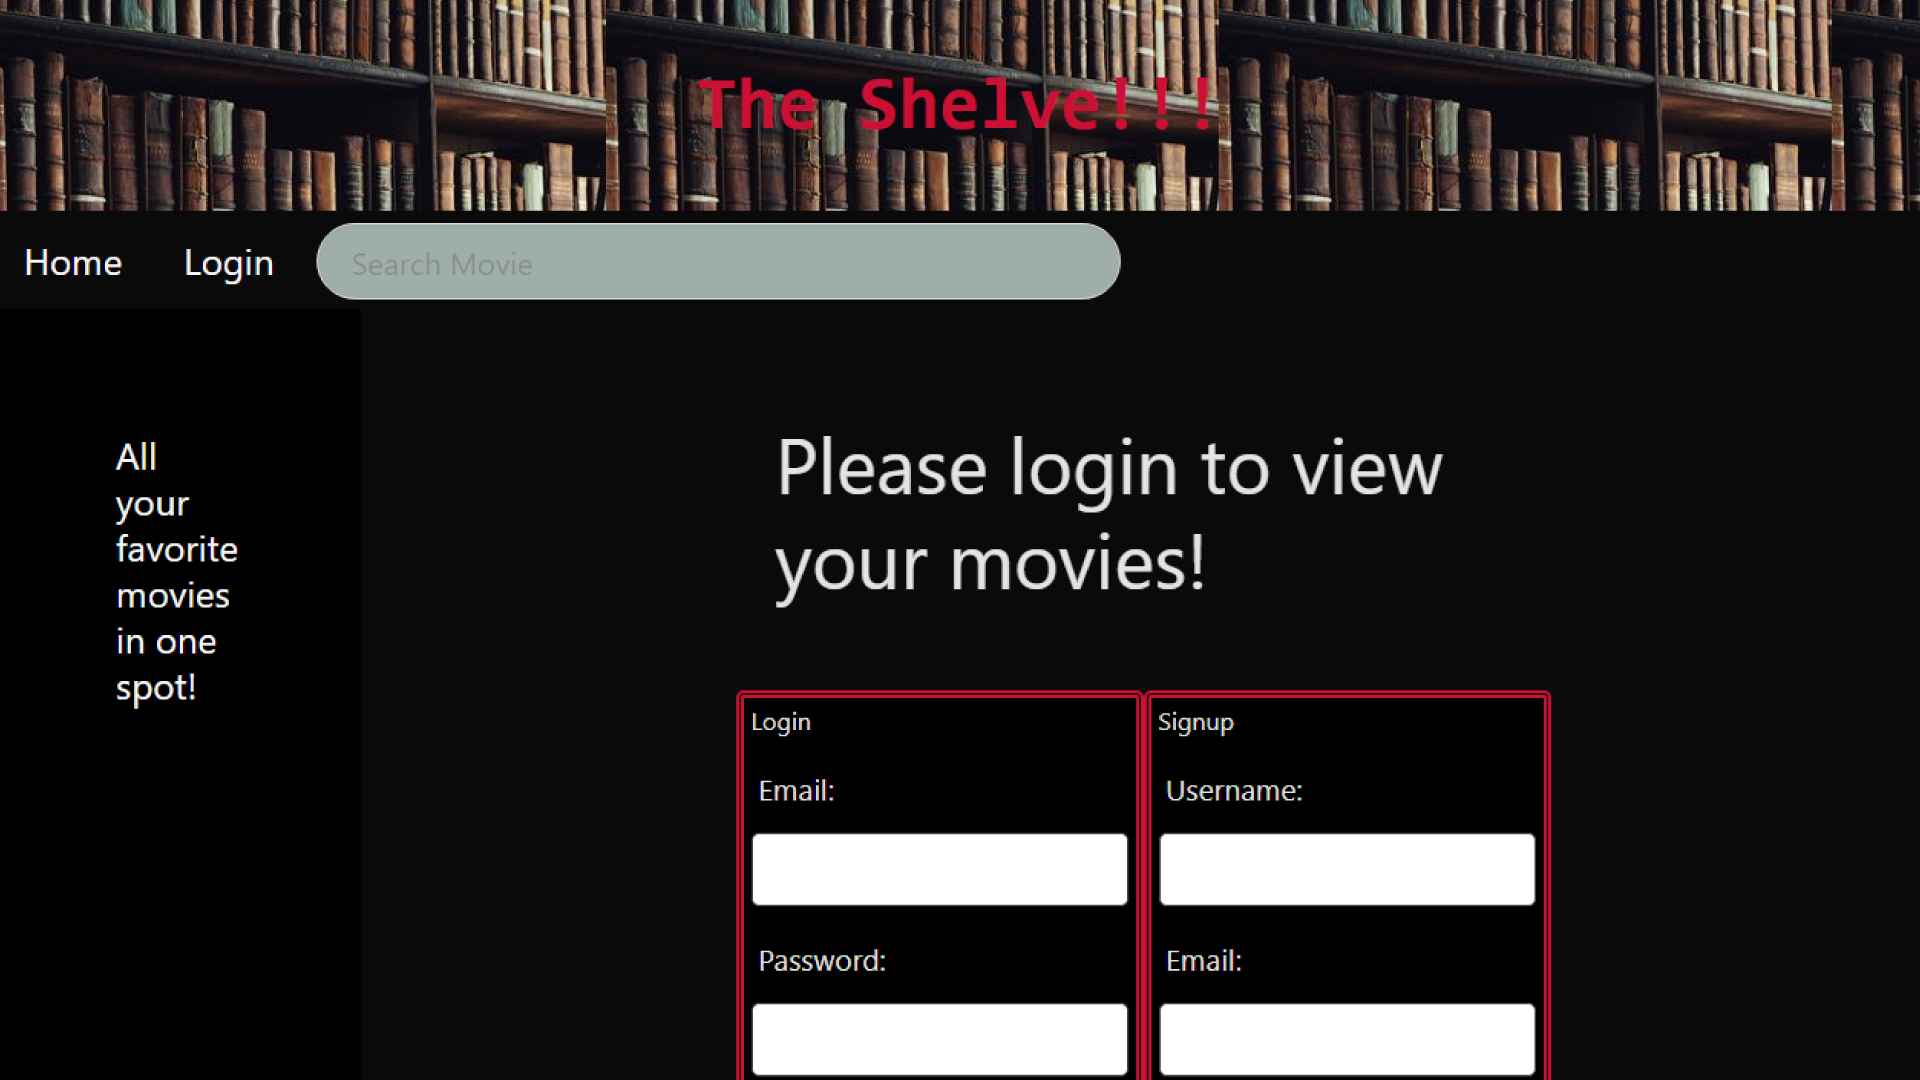 The Shelve!!!
Home
Login
Search Movie
All
your
favorite
movies
in one
spot!
Please login to view
your movies!
Login
Email:
Password:
Signup
Username:
Email: